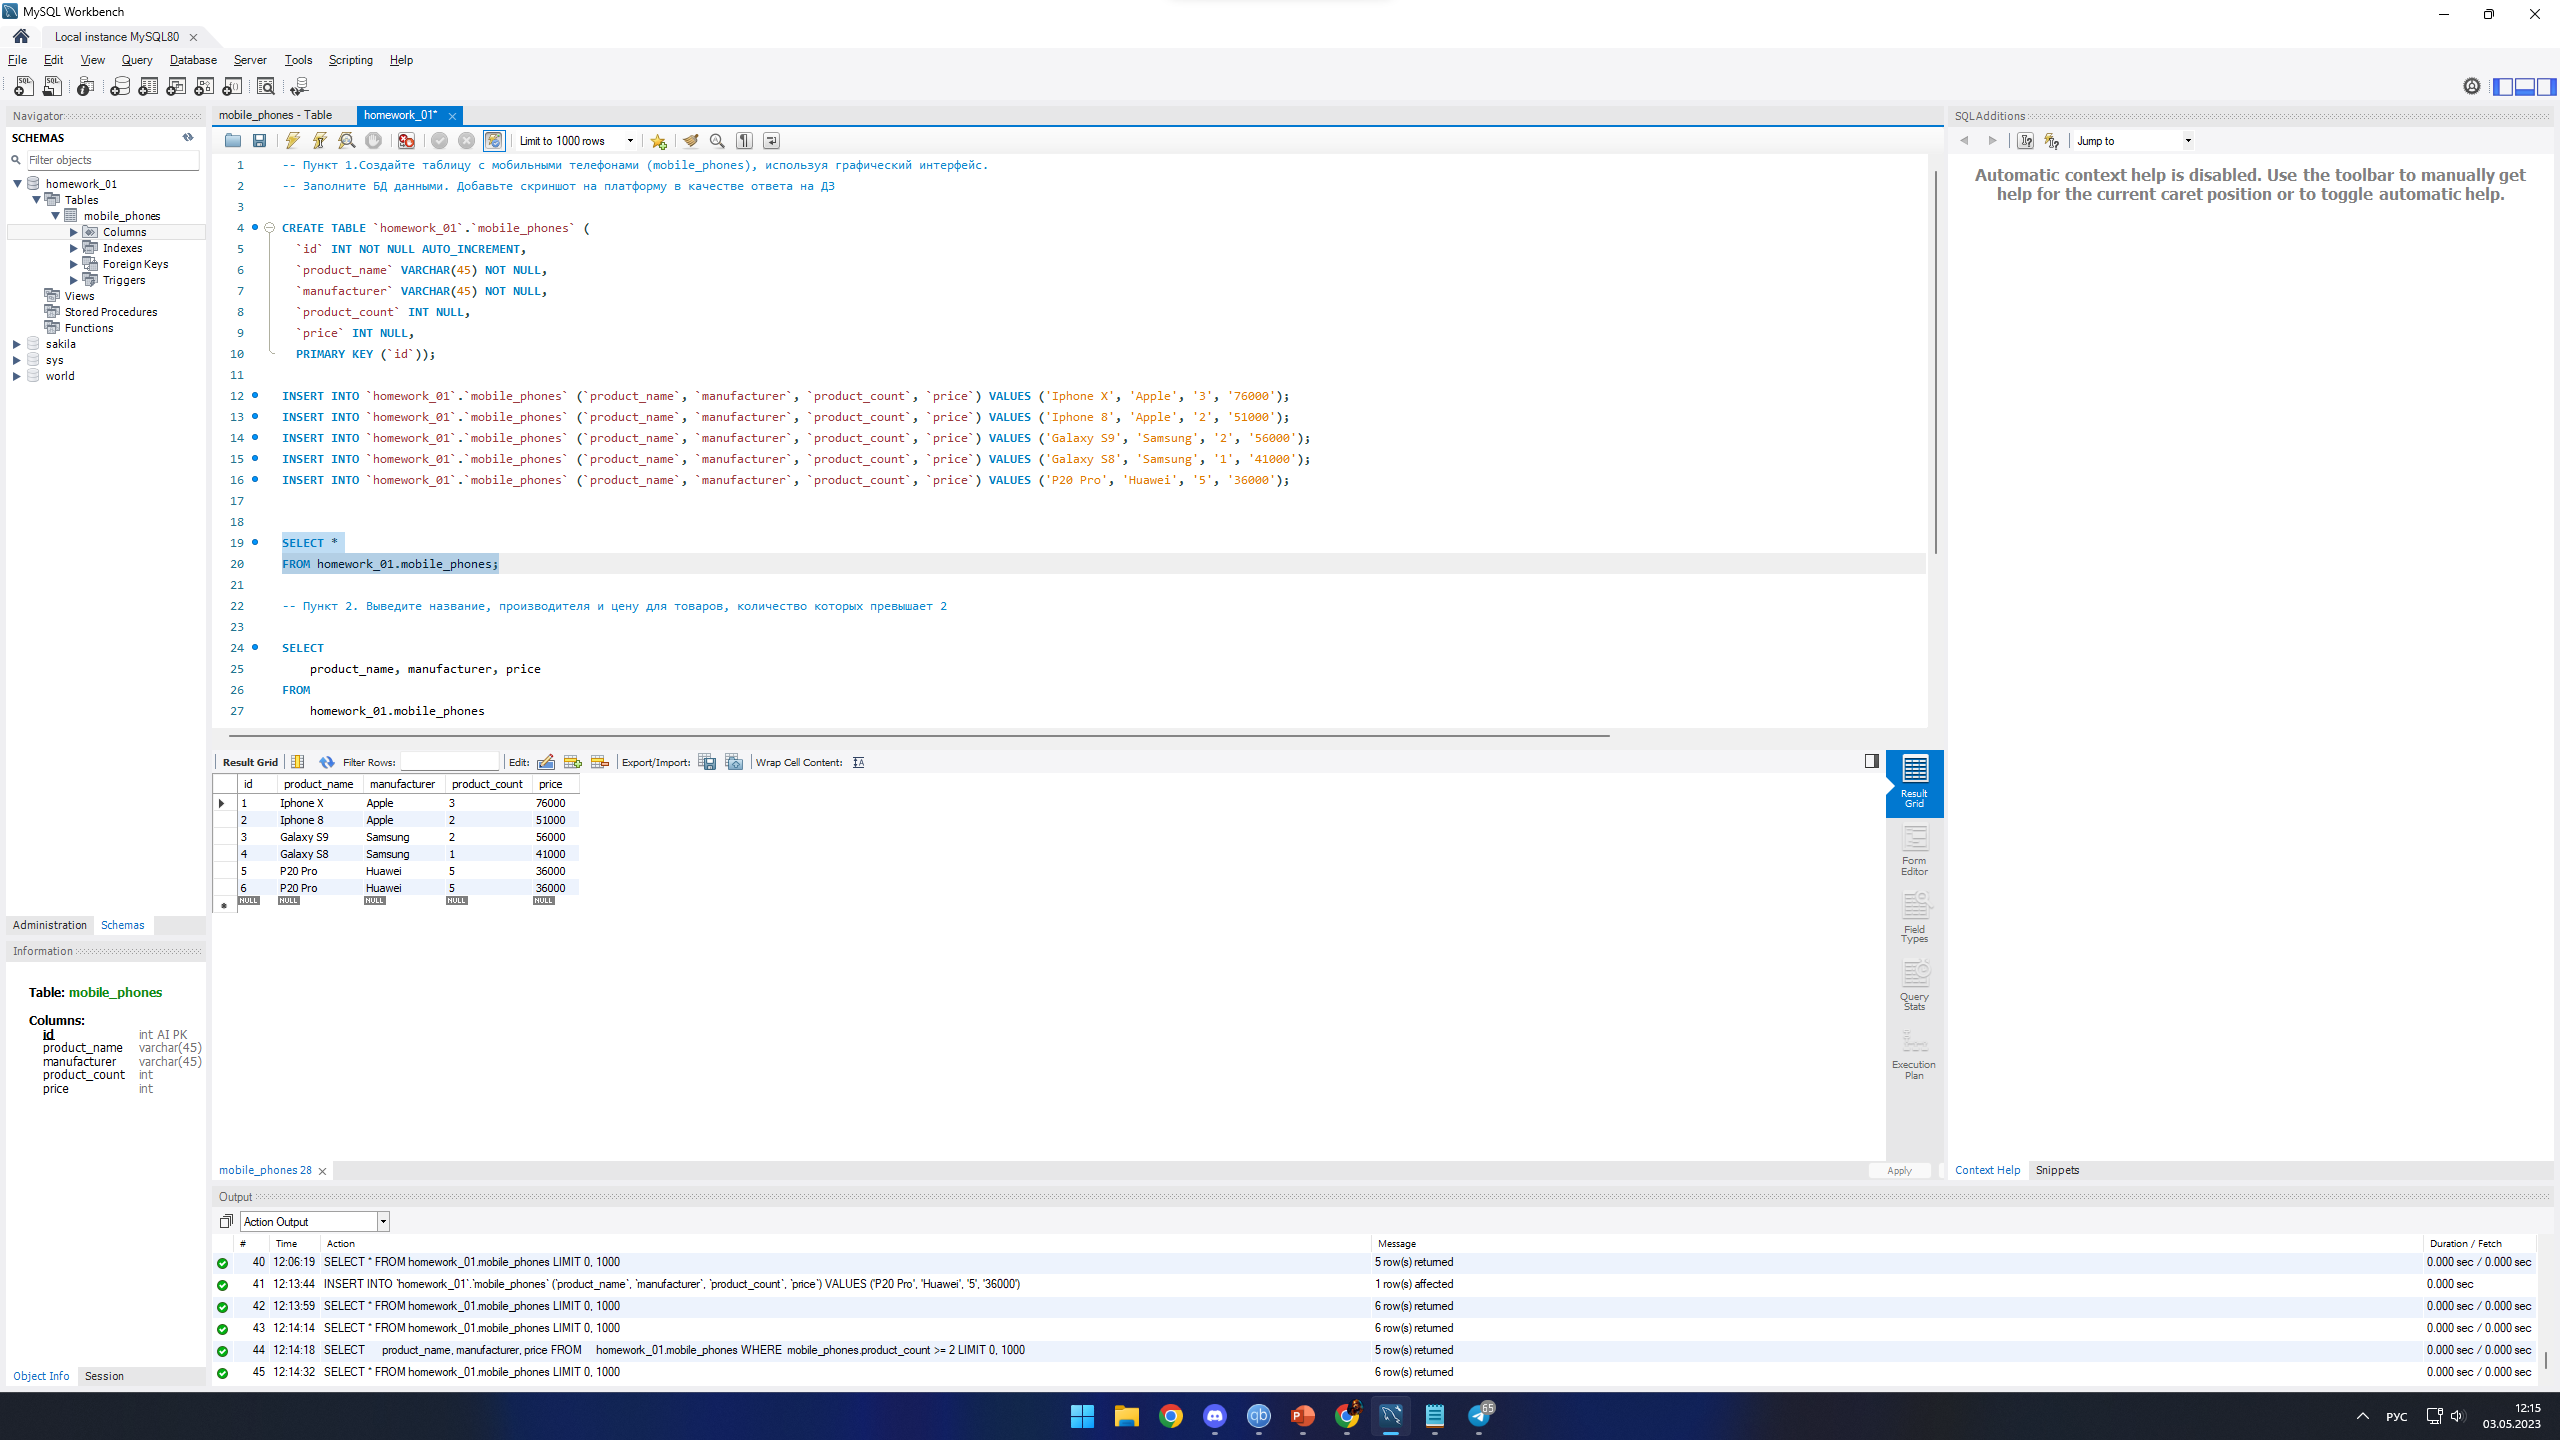 MySQL Workbench
Local instance MySQL80
File Edit View Query Database Server Tools Scripting Help
Navigator
SCHEMAS
Filter objects
homework_01
Tables
mobile_phones
Columns
Indexes
Foreign Keys
Triggers
Views
Stored Procedures
Functions
sakila
sys
world
Administration Schemas
Information
Table: mobile_phones
Columns:
id int AI PK
product_name varchar(45)
manufacturer varchar(45)
product_count int
price int
Object Info Session
mobile_phones - Table homework_01*
Limit to 1000 rows
1 -- Пункт 1.Создайте таблицу с мобильными телефонами (mobile_phones), используя графический интерфейс.
2 -- Заполните БД данными. Добавьте скриншот на платформу в качестве ответа на ДЗ
3
4 CREATE TABLE `homework_01`.`mobile_phones` (
5 `id` INT NOT NULL AUTO_INCREMENT,
6 `product_name` VARCHAR(45) NOT NULL,
7 `manufacturer` VARCHAR(45) NOT NULL,
8 `product_count` INT NULL,
9 `price` INT NULL,
10 PRIMARY KEY (`id`));
11
12 INSERT INTO `homework_01`.`mobile_phones` (`product_name`, `manufacturer`, `product_count`, `price`) VALUES ('Iphone X', 'Apple', '3', '76000');
13 INSERT INTO `homework_01`.`mobile_phones` (`product_name`, `manufacturer`, `product_count`, `price`) VALUES ('Iphone 8', 'Apple', '2', '51000');
14 INSERT INTO `homework_01`.`mobile_phones` (`product_name`, `manufacturer`, `product_count`, `price`) VALUES ('Galaxy S9', 'Samsung', '2', '56000');
15 INSERT INTO `homework_01`.`mobile_phones` (`product_name`, `manufacturer`, `product_count`, `price`) VALUES ('Galaxy S8', 'Samsung', '1', '41000');
16 INSERT INTO `homework_01`.`mobile_phones` (`product_name`, `manufacturer`, `product_count`, `price`) VALUES ('P20 Pro', 'Huawei', '5', '36000');
17
18
19 SELECT *
20 FROM homework_01.mobile_phones;
21
22 -- Пункт 2. Выведите название, производителя и цену для товаров, количество которых превышает 2
23
24 SELECT
25 product_name, manufacturer, price
26 FROM
27 homework_01.mobile_phones
Result Grid Filter Rows: Edit: Export/Import: Wrap Cell Content:
id product_name manufacturer product_count price
1 Iphone X Apple 3 76000
2 Iphone 8 Apple 2 51000
3 Galaxy S9 Samsung 2 56000
4 Galaxy S8 Samsung 1 41000
5 P20 Pro Huawei 5 36000
6 P20 Pro Huawei 5 36000
NULL NULL NULL NULL NULL
Result
Grid
Form
Editor
Field
Types
Query
Stats
Execution
Plan
mobile_phones 28
Apply
SQLAdditions
Jump to
Automatic context help is disabled. Use the toolbar to manually get
help for the current caret position or to toggle automatic help.
Context Help Snippets
Output
Action Output
# Time Action Message Duration / Fetch
40 12:06:19 SELECT * FROM homework_01.mobile_phones LIMIT 0, 1000 5 row(s) returned 0.000 sec / 0.000 sec
41 12:13:44 INSERT INTO `homework_01`.`mobile_phones` (`product_name`, `manufacturer`, `product_count`, `price`) VALUES ('P20 Pro', 'Huawei', '5', '36000') 1 row(s) affected 0.000 sec
42 12:13:59 SELECT * FROM homework_01.mobile_phones LIMIT 0, 1000 6 row(s) returned 0.000 sec / 0.000 sec
43 12:14:14 SELECT * FROM homework_01.mobile_phones LIMIT 0, 1000 6 row(s) returned 0.000 sec / 0.000 sec
44 12:14:18 SELECT product_name, manufacturer, price FROM homework_01.mobile_phones WHERE mobile_phones.product_count >= 2 LIMIT 0, 1000 5 row(s) returned 0.000 sec / 0.000 sec
45 12:14:32 SELECT * FROM homework_01.mobile_phones LIMIT 0, 1000 6 row(s) returned 0.000 sec / 0.000 sec
65
РУС
12:15
03.05.2023